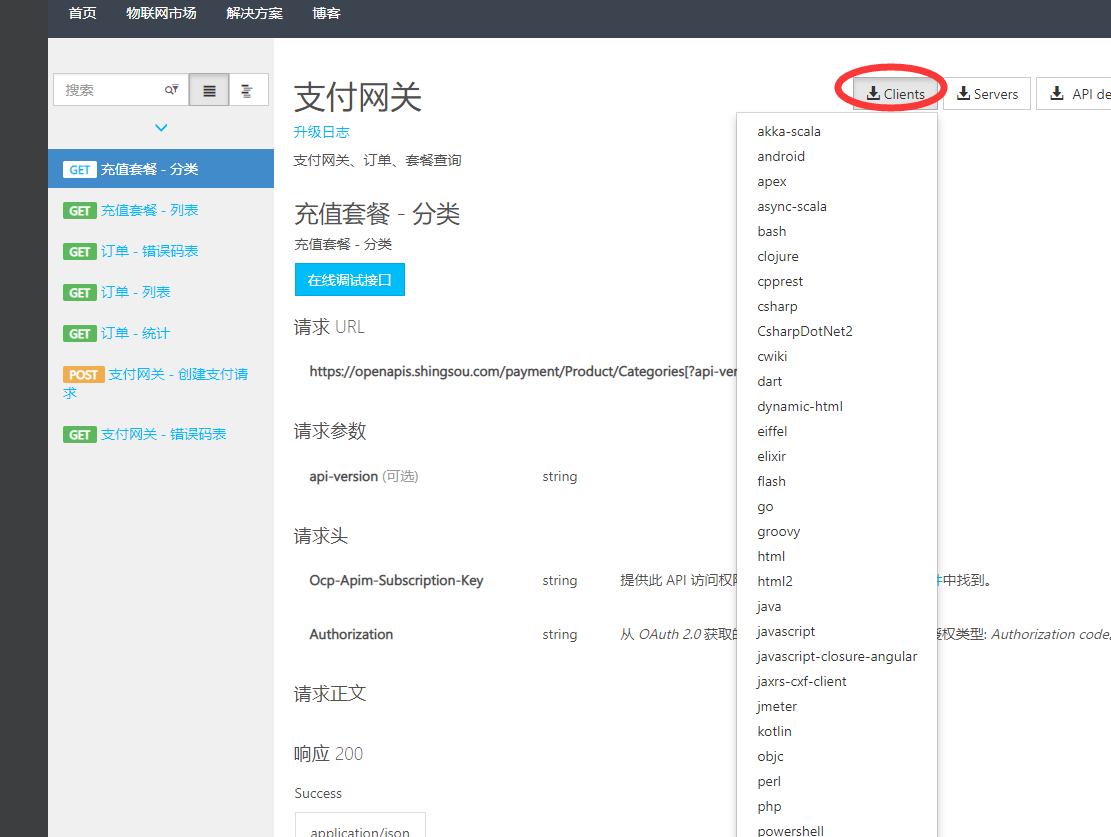 首页 物联网市场 解决方案 博客
搜索
GET 充值套餐 - 分类
GET 充值套餐 - 列表
GET 订单 - 错误码表
GET 订单 - 列表
GET 订单 - 统计
POST 支付网关 - 创建支付请
求
GET 支付网关 - 错误码表
支付网关
Clients Servers API de
升级日志
支付网关、订单、套餐查询
充值套餐 - 分类
充值套餐 - 分类
在线调试接口
请求 URL
https://openapis.shingsou.com/payment/Product/Categories[?api-ver
请求参数
api-version (可选) string
请求头
Ocp-Apim-Subscription-Key string 提供此 API 访问权 中找到。
Authorization string 从 OAuth 2.0 获取 权类型: Authorization code
请求正文
响应 200
Success
application/json
akka-scala
android
apex
async-scala
bash
clojure
cpprest
csharp
CsharpDotNet2
cwiki
dart
dynamic-html
eiffel
elixir
flash
go
groovy
html
html2
java
javascript
javascript-closure-angular
jaxrs-cxf-client
jmeter
kotlin
objc
perl
php
powershell